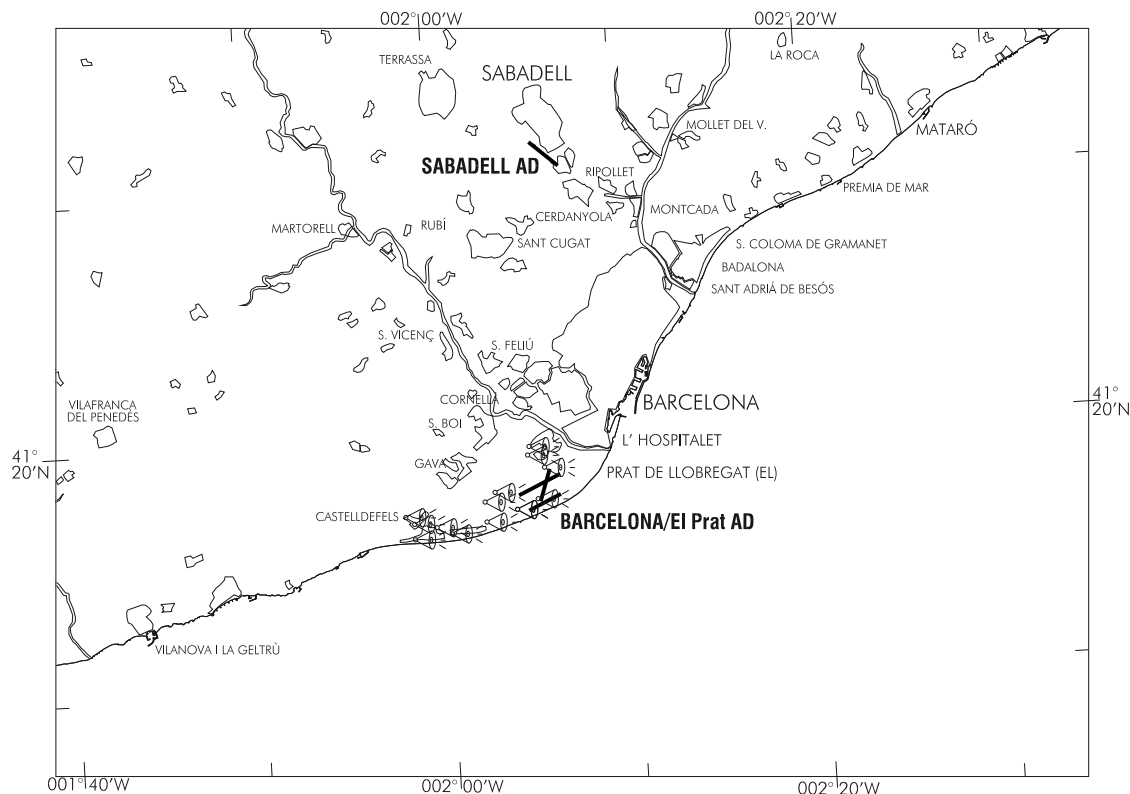 002° 00'W
002° 20'W
LA ROCA
TERRASSA
SABADELL
MOLLET DEL V.
MATARÓ
SABADELL AD
RIPOLLET
PREMIA DE MAR
CERDANYOLA
MONTCADA
MARTORELL
RUBÍ
SANT CUGAT
S. COLOMA DE GRAMANET
BADALONA
SANT ADRIÁ DE BESÓS
S. VICENÇ
S. FELIÚ
41°
20'N
CORNELLA
BARCELONA
VILAFRANCA
DEL PENEDÉS
S. BOI
L' HOSPITALET
41°
20'N
GAVA
PRAT DE LLOBREGAT (EL)
CASTELLDEFELS
BARCELONA/El Prat AD
VILANOVA I LA GELTRÙ
001° 40'W
002° 00'W
002° 20'W